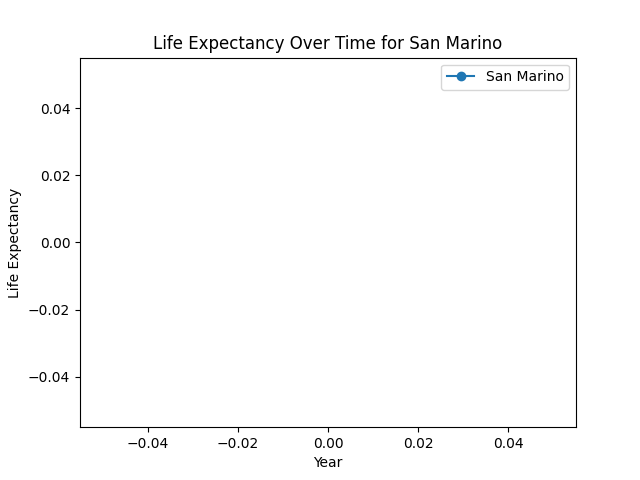 Life Expectancy Over Time for San Marino
San Marino
0.04
0.02
0.00
−0.02
−0.04
Life Expectancy
−0.04 −0.02 0.00 0.02 0.04
Year